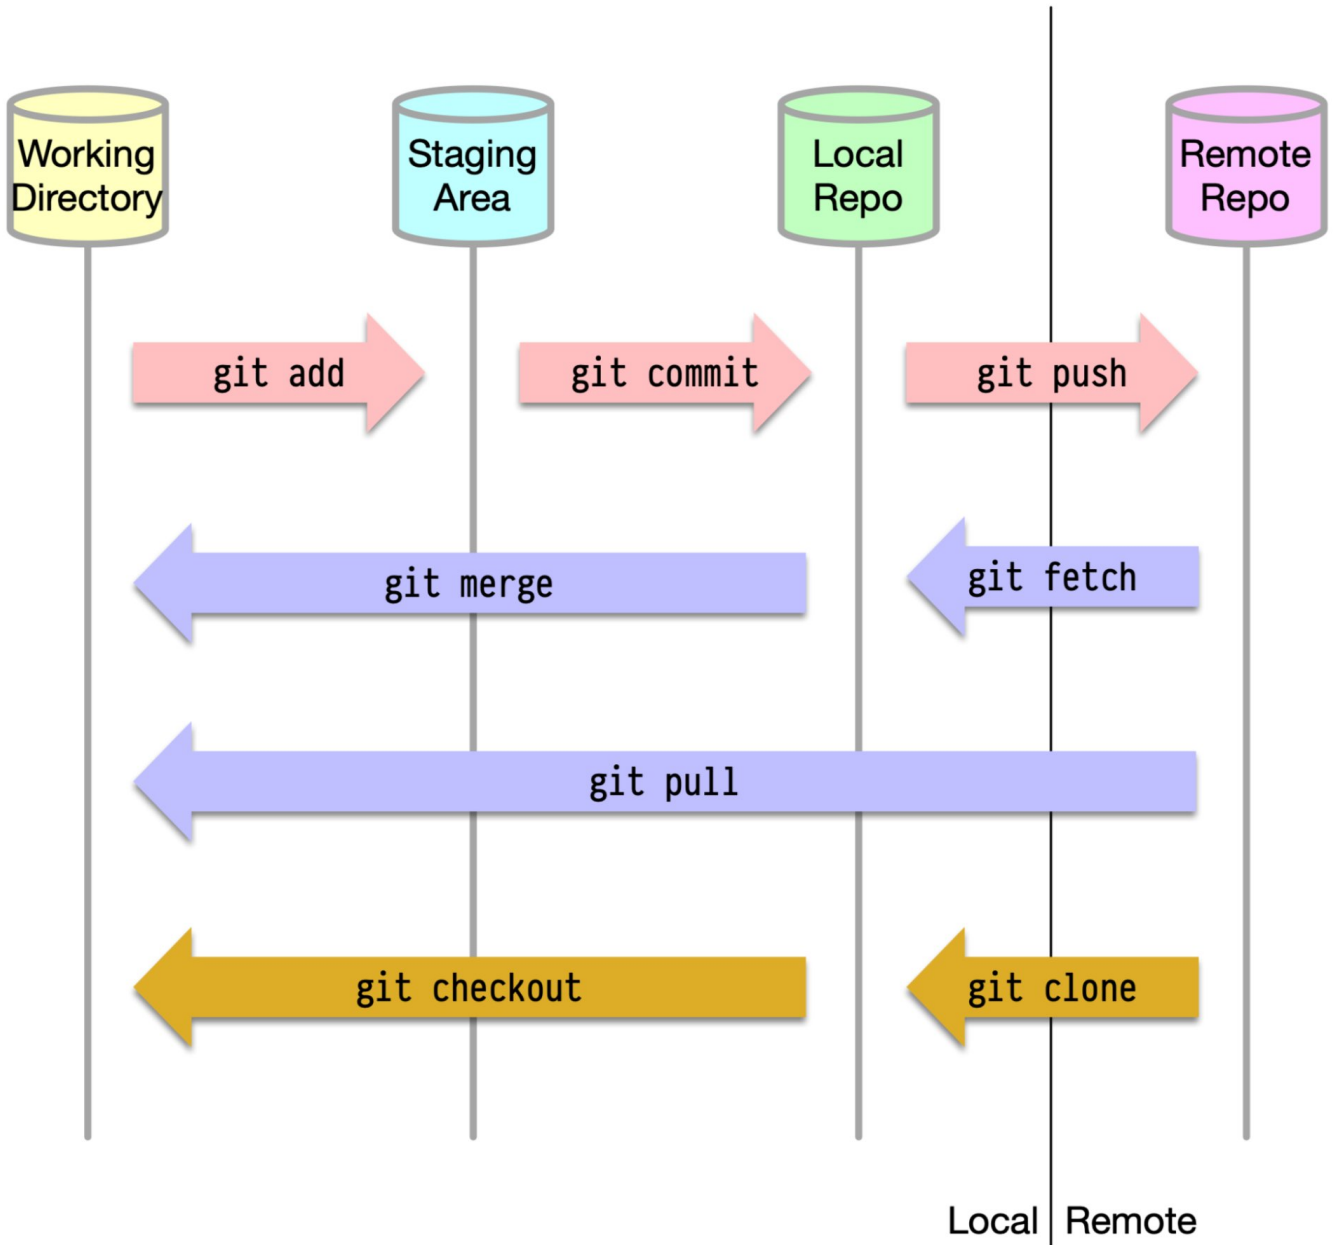 Working
Directory
Staging
Area
Local
Repo
Remote
Repo
git add
git commit
git push
git merge
git fetch
git pull
git checkout
git clone
Local
Remote